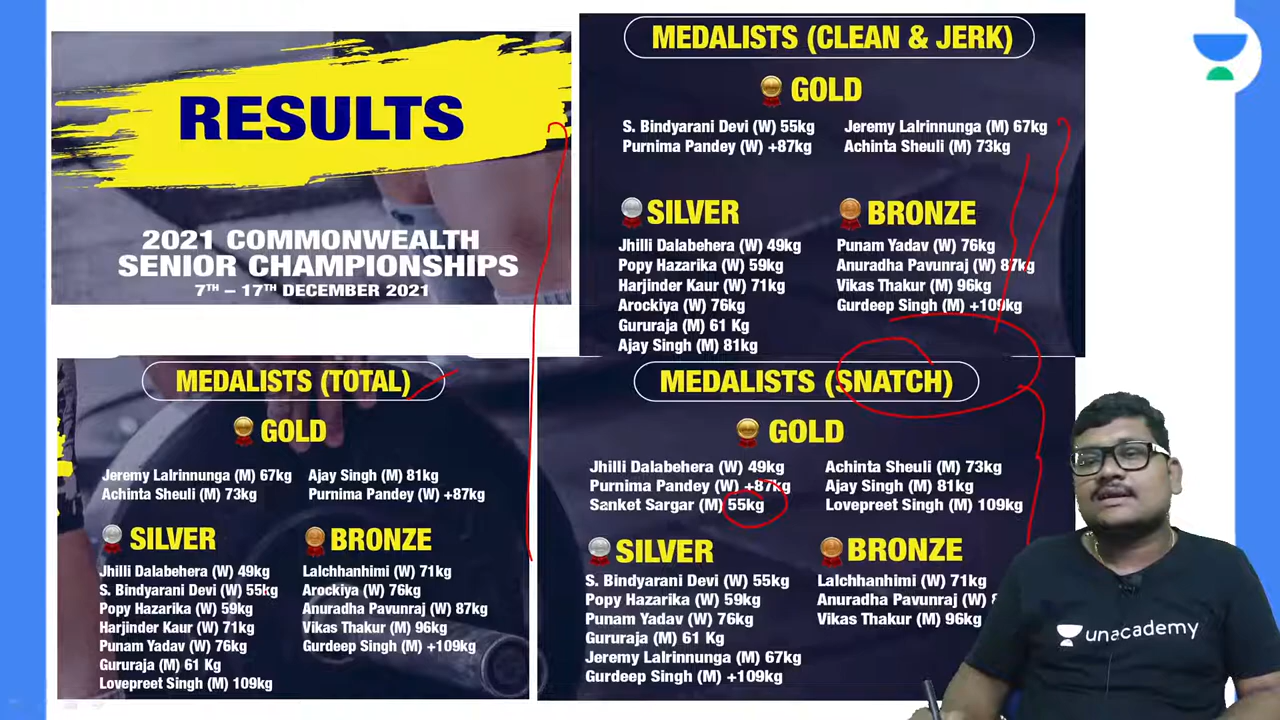 RESULTS
2021 COMMONWEALTH
SENIOR CHAMPIONSHIPS
7TH – 17TH DECEMBER 2021
MEDALISTS (CLEAN & JERK)
GOLD
S. Bindyarani Devi (W) 55kg
Purnima Pandey (W) +87kg
Jeremy Lalrinnunga (M) 67kg
Achinta Sheuli (M) 73kg
SILVER
Jhilli Dalabehera (W) 49kg
Popy Hazarika (W) 59kg
Harjinder Kaur (W) 71kg
Arockiya (W) 76kg
Gururaja (M) 61 Kg
Ajay Singh (M) 81kg
BRONZE
Punam Yadav (W) 76kg
Anuradha Pavunraj (W) 87kg
Vikas Thakur (M) 96kg
Gurdeep Singh (M) +109kg
MEDALISTS (TOTAL)
GOLD
Jeremy Lalrinnunga (M) 67kg
Achinta Sheuli (M) 73kg
Ajay Singh (M) 81kg
Purnima Pandey (W) +87kg
SILVER
Jhilli Dalabehera (W) 49kg
S. Bindyarani Devi (W) 55kg
Popy Hazarika (W) 59kg
Harjinder Kaur (W) 71kg
Punam Yadav (W) 76kg
Gururaja (M) 61 Kg
Lovepreet Singh (M) 109kg
BRONZE
Lalchhanhimi (W) 71kg
Arockiya (W) 76kg
Anuradha Pavunraj (W) 87kg
Vikas Thakur (M) 96kg
Gurdeep Singh (M) +109kg
MEDALISTS (SNATCH)
GOLD
Jhilli Dalabehera (W) 49kg
Purnima Pandey (W) +87kg
Sanket Sargar (M) 55kg
Achinta Sheuli (M) 73kg
Ajay Singh (M) 81kg
Lovepreet Singh (M) 109kg
SILVER
S. Bindyarani Devi (W) 55kg
Popy Hazarika (W) 59kg
Punam Yadav (W) 76kg
Gururaja (M) 61 Kg
Jeremy Lalrinnunga (M) 67kg
Gurdeep Singh (M) +109kg
BRONZE
Lalchhanhimi (W) 71kg
Anuradha Pavunraj (W)
Vikas Thakur (M) 96kg
unacademy